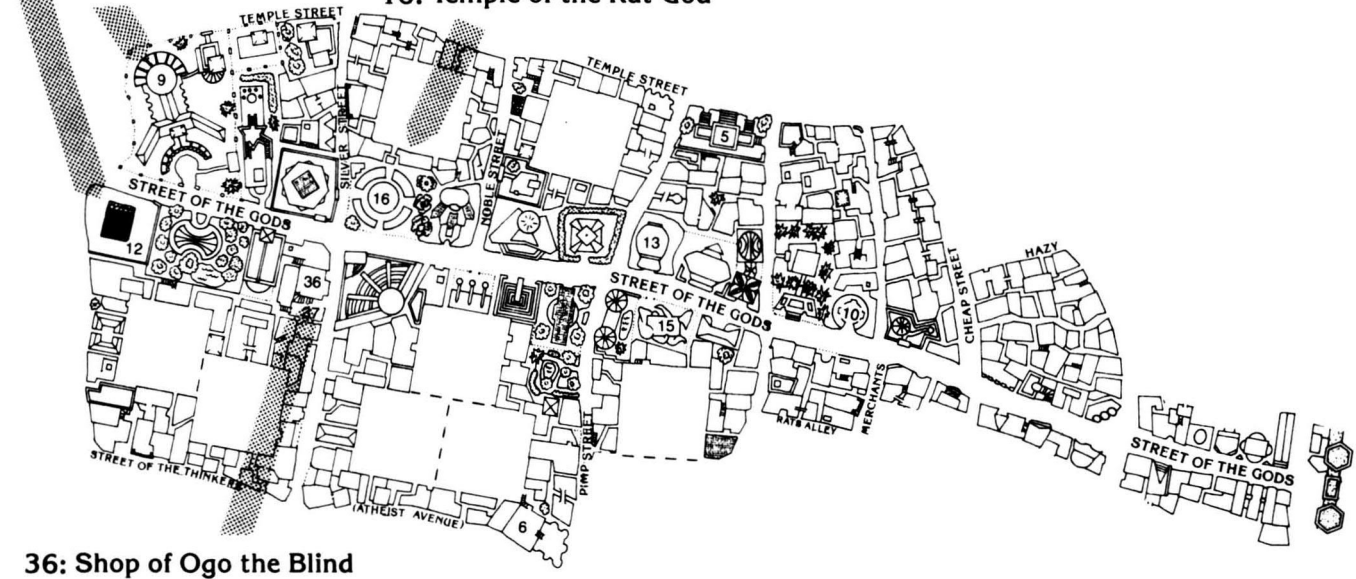 Temple of the Rat God
TEMPLE STREET
TEMPLE STREET
9
5
SILVER STREET
NOBLE STREET
16
STREET OF THE GODS
12
36
13
STREET OF THE GODS
15
10
CHEAP STREET
HAZY
RATS ALLEY
MERCHANTS
STREET OF THE GODS
STREET OF THE THINKERS
(ATHEIST AVENUE)
PIMP STREET
6
36: Shop of Ogo the Blind